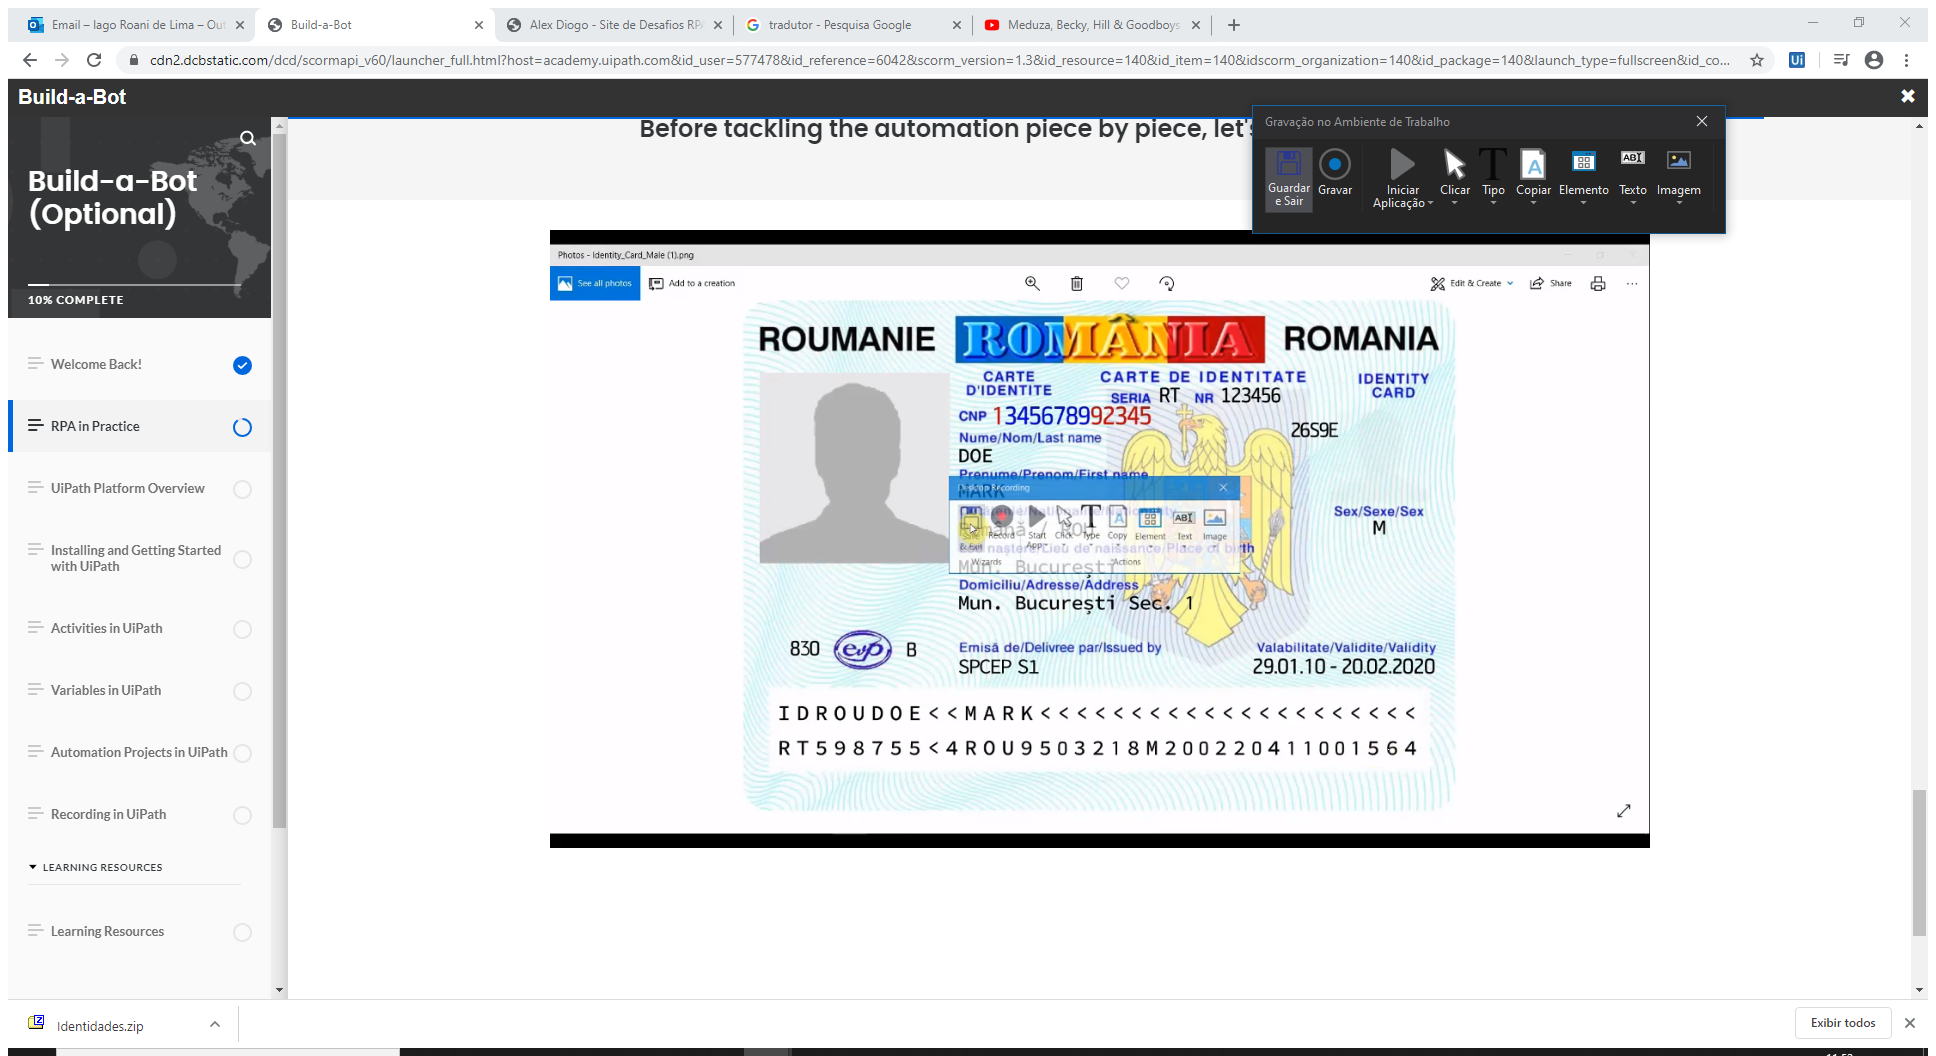 Email – Iago Roani de Lima – Out
Build-a-Bot
Alex Diogo - Site de Desafios RPA
tradutor - Pesquisa Google
Meduza, Becky, Hill & Goodboys
cdn2.dcbstatic.com/dcd/scormapi_v60/launcher_full.html?host=academy.uipath.com&id_user=577478&id_reference=6042&scorm_version=1.3&id_resource=140&id_item=140&idscorm_organization=140&id_package=140&launch_type=fullscreen&id_co...
Build-a-Bot
Before tackling the automation piece by piece, let's
Gravação no Ambiente de Trabalho
Guardar e Sair
Gravar
Iniciar Aplicação
Clicar
Tipo
Copiar
Elemento
Texto
Imagem
Build-a-Bot
(Optional)
10% COMPLETE
Welcome Back!
RPA in Practice
UiPath Platform Overview
Installing and Getting Started
with UiPath
Activities in UiPath
Variables in UiPath
Automation Projects in UiPath
Recording in UiPath
LEARNING RESOURCES
Learning Resources
Photos - Identity_Card_Male (1).png
See all photos
Add to a creation
Edit & Create
Share
ROUMANIE ROMÂNIA ROMANIA
CARTE D'IDENTITE
CARTE DE IDENTITATE
IDENTITY CARD
SERIA RT NR 123456
CNP 1345678992345
26S9E
Nume/Nom/Last name
DOE
Prenume/Prenom/First name
MARK
Desktop Recording
Save & Exit
Record
Start App
Click
Type
Copy
Element
Text
Image
Wizards
Actions
Sex/Sexe/Sex
M
Mun. București
Domiciliu/Adresse/Address
Mun. București Sec. 1
830 evp B
Emisă de/Delivree par/Issued by
SPCEP S1
Valabilitate/Validite/Validity
29.01.10 - 20.02.2020
IDROUDOE<<MARK<<<<<<<<<<<<<<<<<<<<<
RT598755<4ROU9503218M20022041100156​4
Identidades.zip
Exibir todos